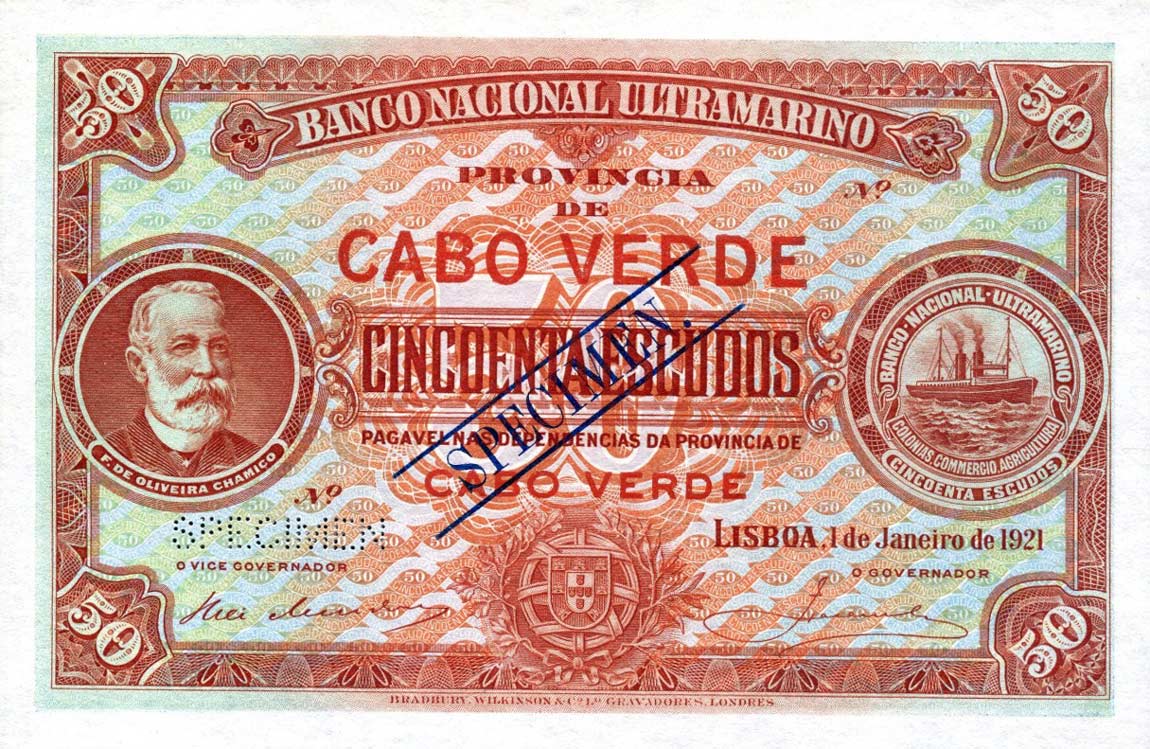 50
50
BANCO NACIONAL ULTRAMARINO
PROVINCIA
Nº
DE
CABO VERDE
CINCOENTA ESCUDOS
SPECIMEN.
PAGAVEL NAS DEPENDENCIAS DA PROVINCIA DE
CABO VERDE
F. DE OLIVEIRA CHAMICO
BANCO·NACIONAL·ULTRAMARINO
COLONIAS, COMMERCIO, AGRICULTURA
CINCOENTA ESCUDOS
Nº
SPECIMEN
LISBOA, 1 de Janeiro de 1921
O VICE GOVERNADOR
O GOVERNADOR
50
50
BRADBURY, WILKINSON & Cº Lº GRAVADORES, LONDRES